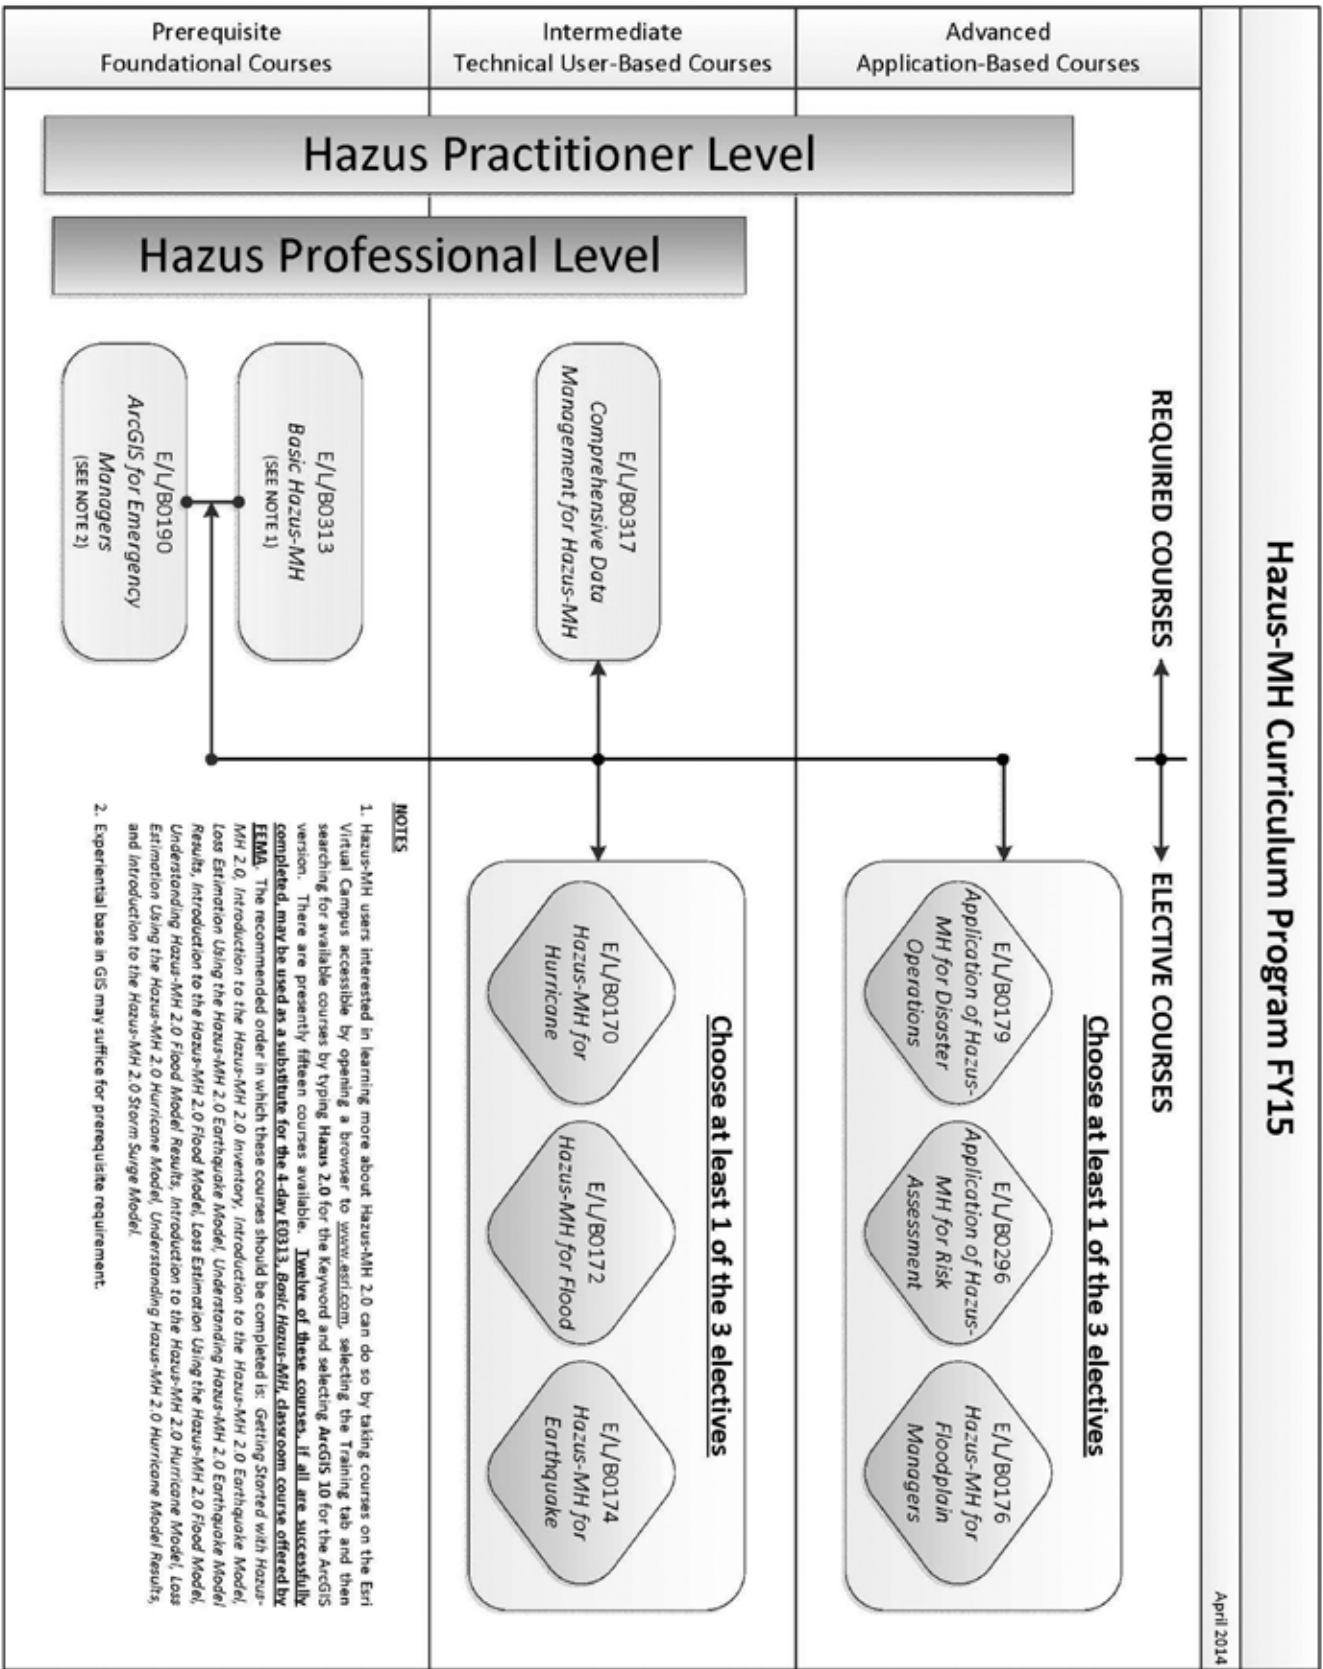 Hazus-MH Curriculum Program FY15
April 2014
Prerequisite
Foundational Courses
Intermediate
Technical User-Based Courses
Advanced
Application-Based Courses
Hazus Practitioner Level
Hazus Professional Level
REQUIRED COURSES
ELECTIVE COURSES
Choose at least 1 of the 3 electives
E/L/B0179
Application of Hazus-
MH for Disaster
Operations
E/L/B0296
Application of Hazus-
MH for Risk
Assessment
E/L/B0176
Hazus-MH for
Floodplain
Managers
E/L/B0317
Comprehensive Data
Management for Hazus-MH
Choose at least 1 of the 3 electives
E/L/B0170
Hazus-MH for
Hurricane
E/L/B0172
Hazus-MH for Flood
E/L/B0174
Hazus-MH for
Earthquake
E/L/B0313
Basic Hazus-MH
(SEE NOTE 1)
E/L/B0190
ArcGIS for Emergency
Managers
(SEE NOTE 2)
NOTES
1. Hazus-MH users interested in learning more about Hazus-MH 2.0 can do so by taking courses on the Esri
Virtual Campus accessible by opening a browser to www.esri.com, selecting the Training tab and then
searching for available courses by typing Hazus 2.0 for the Keyword and selecting ArcGIS 10 for the ArcGIS
version. There are presently fifteen courses available. Twelve of these courses, if all are successfully
completed, may be used as a substitute for the 4-day E0313, Basic Hazus-MH, classroom course offered by
FEMA. The recommended order in which these courses should be completed is: Getting Started with Hazus-
MH 2.0, Introduction to the Hazus-MH 2.0 Inventory, Introduction to the Hazus-MH 2.0 Earthquake Model,
Loss Estimation Using the Hazus-MH 2.0 Earthquake Model, Understanding Hazus-MH 2.0 Earthquake Model
Results, Introduction to the Hazus-MH 2.0 Flood Model, Loss Estimation Using the Hazus-MH 2.0 Flood Model,
Understanding Hazus-MH 2.0 Flood Model Results, Introduction to the Hazus-MH 2.0 Hurricane Model, Loss
Estimation Using the Hazus-MH 2.0 Hurricane Model, Understanding Hazus-MH 2.0 Hurricane Model Results,
and Introduction to the Hazus-MH 2.0 Storm Surge Model.
2. Experiential base in GIS may suffice for prerequisite requirement.